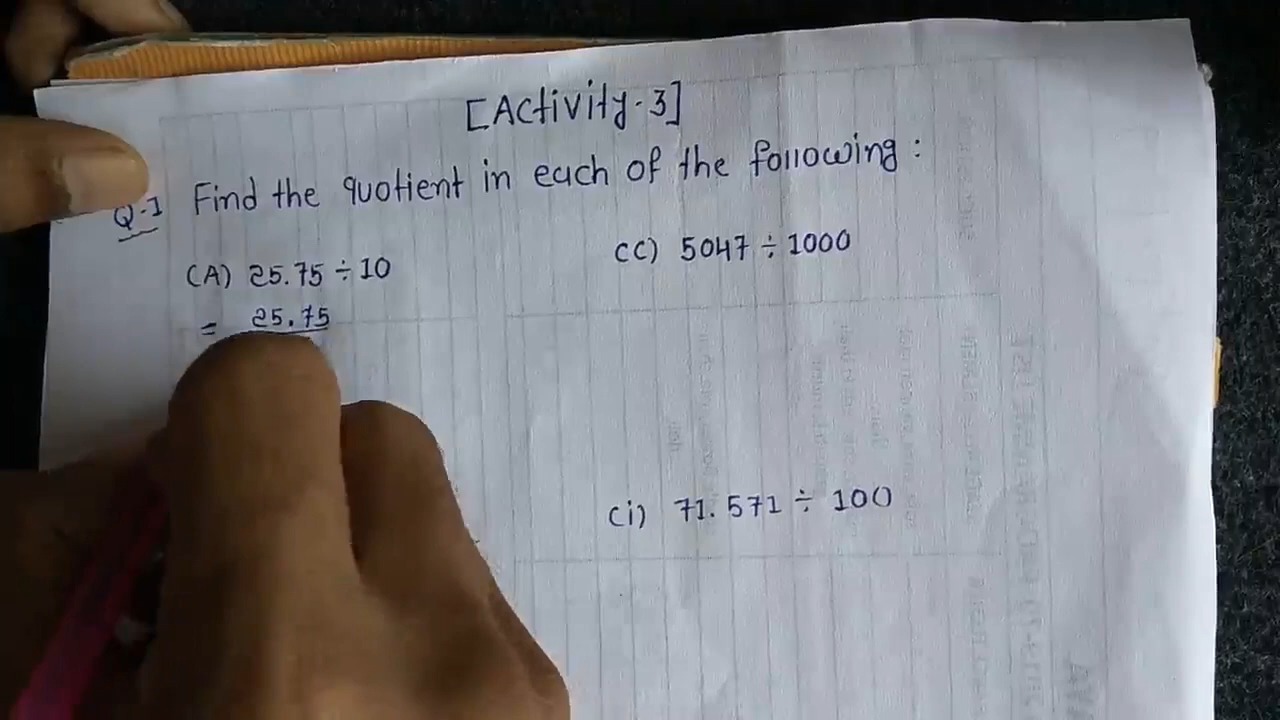 [Activity-3]
Q-1 Find the quotient in each of the following :
(A) 25.75 ÷ 10
= 25.75
(C) 5047 ÷ 1000
(i) 71.571 ÷ 100